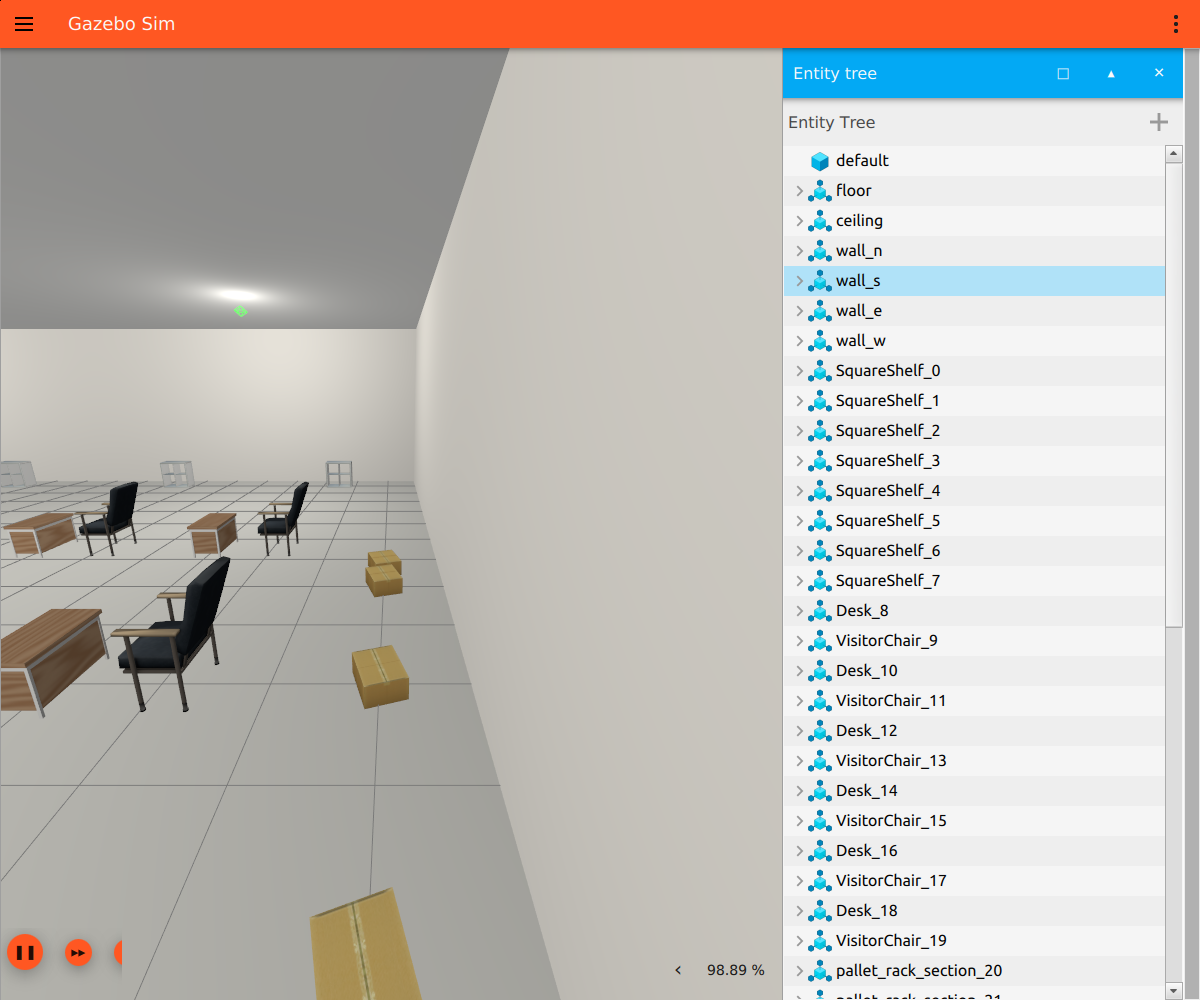 Gazebo Sim
Entity tree
Entity Tree
default
floor
ceiling
wall_n
wall_s
wall_e
wall_w
SquareShelf_0
SquareShelf_1
SquareShelf_2
SquareShelf_3
SquareShelf_4
SquareShelf_5
SquareShelf_6
SquareShelf_7
Desk_8
VisitorChair_9
Desk_10
VisitorChair_11
Desk_12
VisitorChair_13
Desk_14
VisitorChair_15
Desk_16
VisitorChair_17
Desk_18
VisitorChair_19
pallet_rack_section_20
pallet_rack_section_21
98.89 %